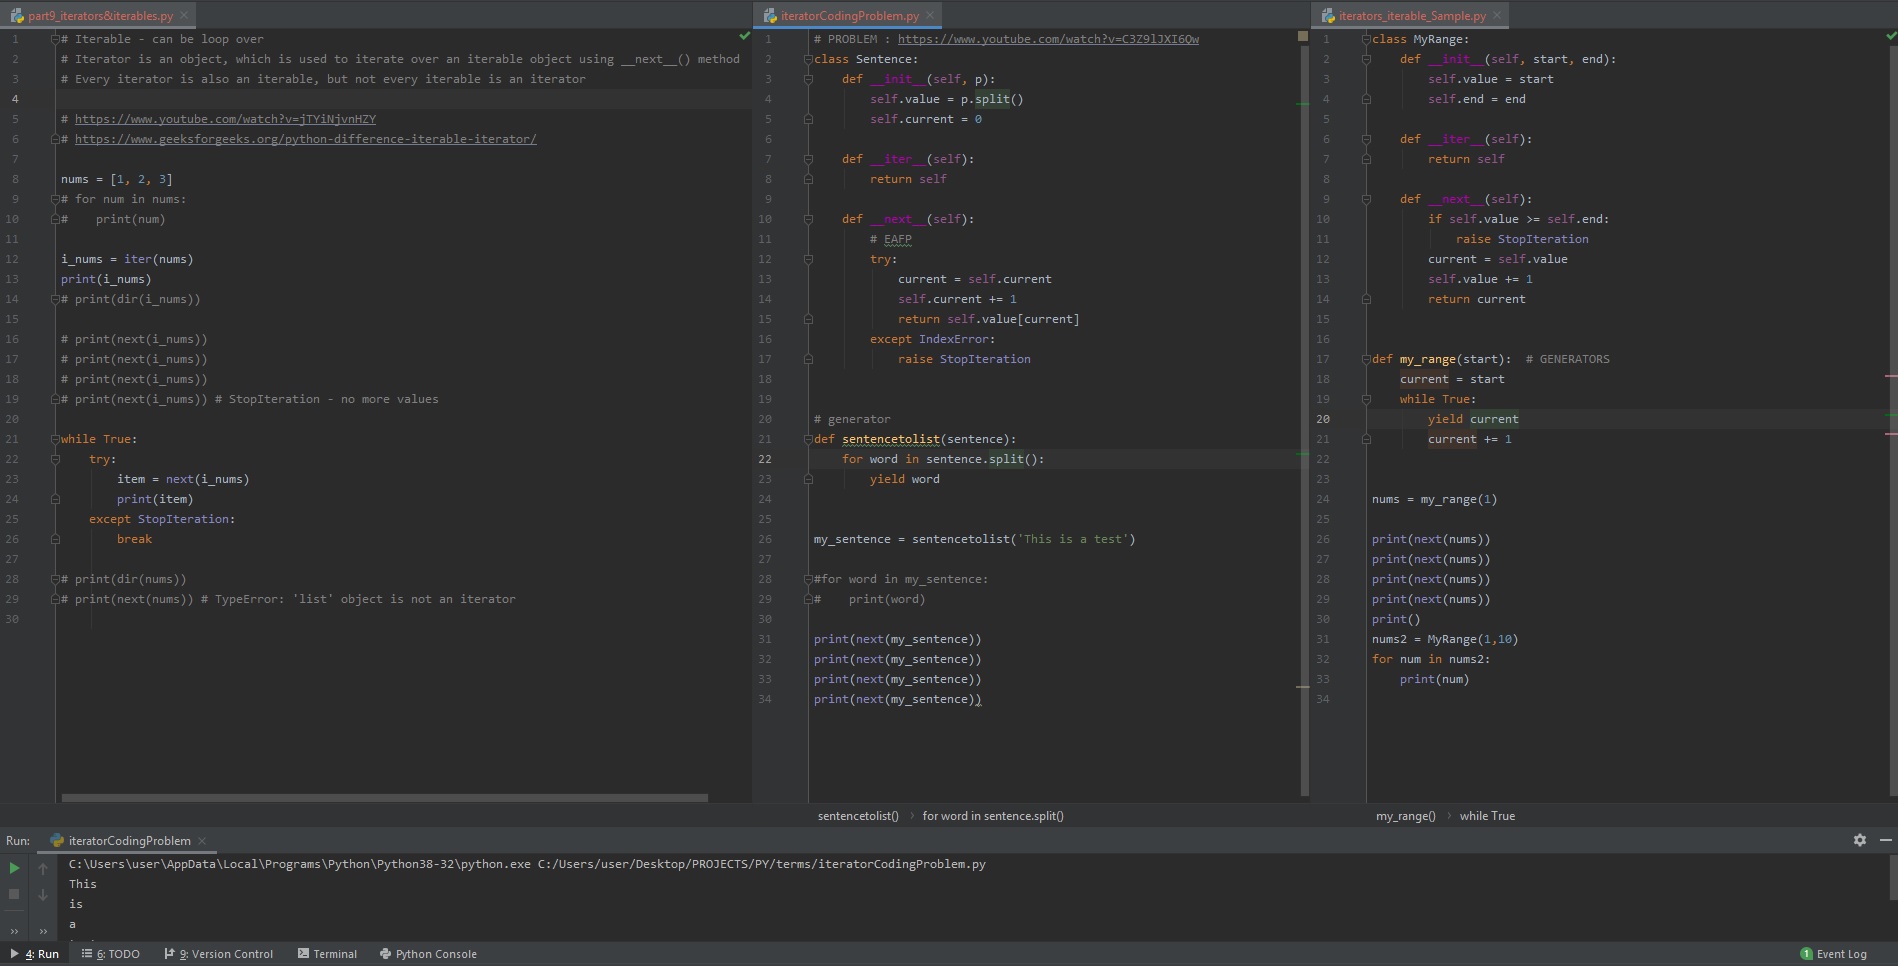 part9_iterators&iterables.py
1 # Iterable - can be loop over
2 # Iterator is an object, which is used to iterate over an iterable object using __next__() method
3 # Every iterator is also an iterable, but not every iterable is an iterator
4
5 # https://www.youtube.com/watch?v=jTYiNjvnHZY
6 # https://www.geeksforgeeks.org/python-difference-iterable-iterator/
7
8 nums = [1, 2, 3]
9 # for num in nums:
10 #    print(num)
11
12 i_nums = iter(nums)
13 print(i_nums)
14 # print(dir(i_nums))
15
16 # print(next(i_nums))
17 # print(next(i_nums))
18 # print(next(i_nums))
19 # print(next(i_nums)) # StopIteration - no more values
20
21 while True:
22     try:
23         item = next(i_nums)
24         print(item)
25     except StopIteration:
26         break
27
28 # print(dir(nums))
29 # print(next(nums)) # TypeError: 'list' object is not an iterator
30
iteratorCodingProblem.py
1 # PROBLEM : https://www.youtube.com/watch?v=C3Z9lJXI6Qw
2 class Sentence:
3     def __init__(self, p):
4         self.value = p.split()
5         self.current = 0
6
7     def __iter__(self):
8         return self
9
10     def __next__(self):
11         # EAFP
12         try:
13             current = self.current
14             self.current += 1
15             return self.value[current]
16         except IndexError:
17             raise StopIteration
18
19
20 # generator
21 def sentencetolist(sentence):
22     for word in sentence.split():
23         yield word
24
25
26 my_sentence = sentencetolist('This is a test')
27
28 #for word in my_sentence:
29 #    print(word)
30
31 print(next(my_sentence))
32 print(next(my_sentence))
33 print(next(my_sentence))
34 print(next(my_sentence))
sentencetolist() › for word in sentence.split()
iterators_iterable_Sample.py
1 class MyRange:
2     def __init__(self, start, end):
3         self.value = start
4         self.end = end
5
6     def __iter__(self):
7         return self
8
9     def __next__(self):
10         if self.value >= self.end:
11             raise StopIteration
12         current = self.value
13         self.value += 1
14         return current
15
16
17 def my_range(start):  # GENERATORS
18     current = start
19     while True:
20         yield current
21         current += 1
22
23
24 nums = my_range(1)
25
26 print(next(nums))
27 print(next(nums))
28 print(next(nums))
29 print(next(nums))
30 print()
31 nums2 = MyRange(1,10)
32 for num in nums2:
33     print(num)
34
my_range() › while True
Run: iteratorCodingProblem
C:\Users\user\AppData\Local\Programs\Python\Python38-32\python.exe C:/Users/user/Desktop/PROJECTS/PY/terms/iteratorCodingProblem.py
This
is
a
4: Run 6: TODO 9: Version Control Terminal Python Console 1 Event Log